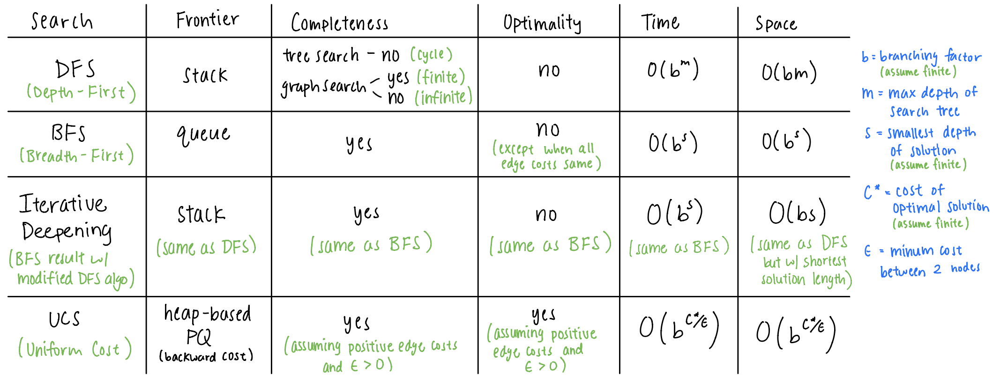 Search Frontier Completeness Optimality Time Space
DFS
(Depth-First)
stack
tree search - no (cycle)
graph search yes (finite)
no (infinite)
no
O(b^m)
O(bm)
BFS
(Breadth-First)
queue
yes
no
(except when all
edge costs same)
O(b^s)
O(b^s)
Iterative
Deepening
(BFS result w/
modified DFS algo)
stack
(same as DFS)
yes
(same as BFS)
no
(same as BFS)
O(b^s)
(same as BFS)
O(bs)
(same as DFS
but w/ shortest
solution length)
UCS
(Uniform Cost)
heap-based
PQ
(backward cost)
yes
(assuming positive edge costs
and ε > 0)
yes
(assuming positive
edge costs and
ε > 0)
O(b^C*/ε)
O(b^C*/ε)
b = branching factor
(assume finite)
m = max depth of
search tree
s = smallest depth
of solution
(assume finite)
C* = cost of
optimal solution
(assume finite)
ε = minum cost
between 2 nodes